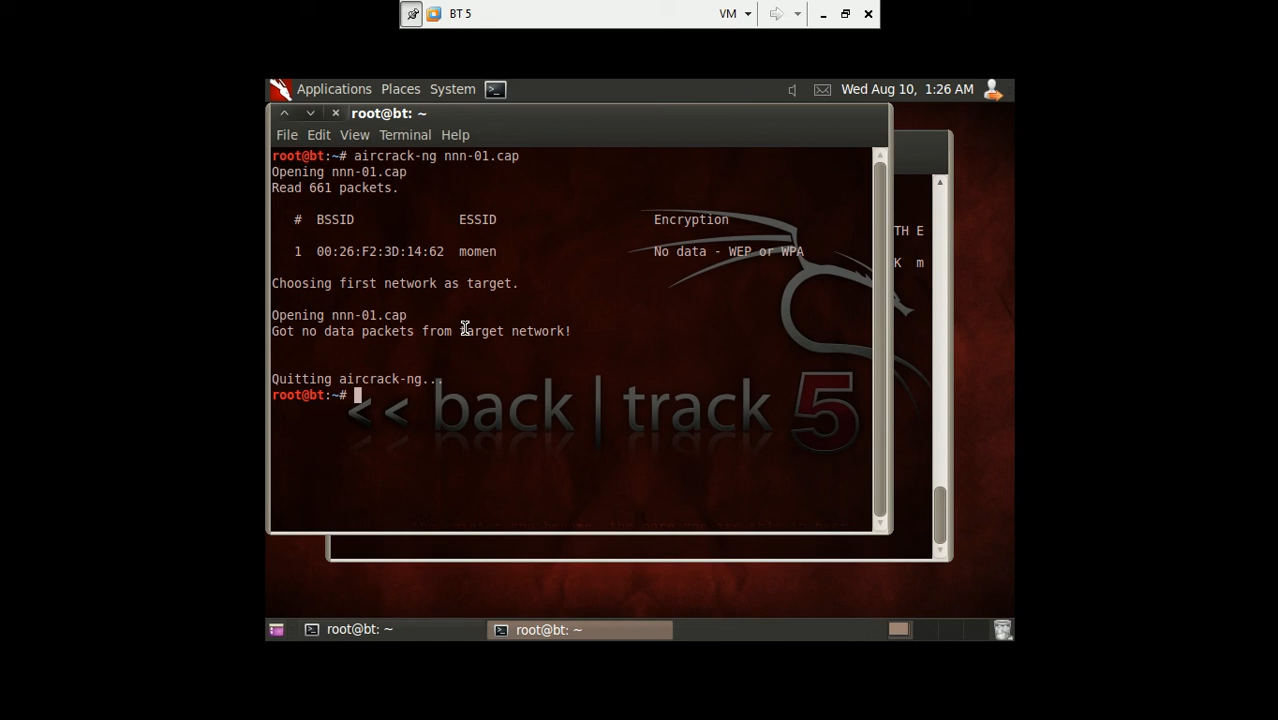 BT 5
VM
Applications Places System
Wed Aug 10, 1:26 AM
root@bt: ~
File Edit View Terminal Help
root@bt:~# aircrack-ng nnn-01.cap
Opening nnn-01.cap
Read 661 packets.
# BSSID ESSID Encryption
TH E
1 00:26:F2:3D:14:62 momen No data - WEP or WPA
K m
Choosing first network as target.
Opening nnn-01.cap
Got no data packets from target network!
Quitting aircrack-ng...
root@bt:~#
<< back | track 5
root@bt: ~
root@bt: ~